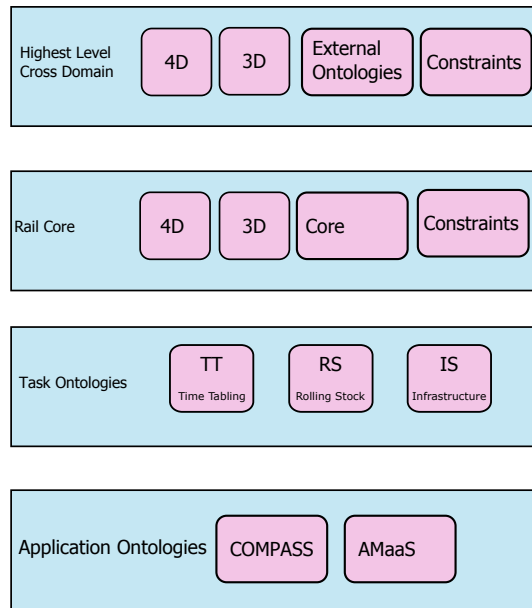 Highest Level
Cross Domain
4D
3D
External
Ontologies
Constraints
Rail Core
4D
3D
Core
Constraints
Task Ontologies
TT
Time Tabling
RS
Rolling Stock
IS
Infrastructure
Application Ontologies
COMPASS
AMaaS